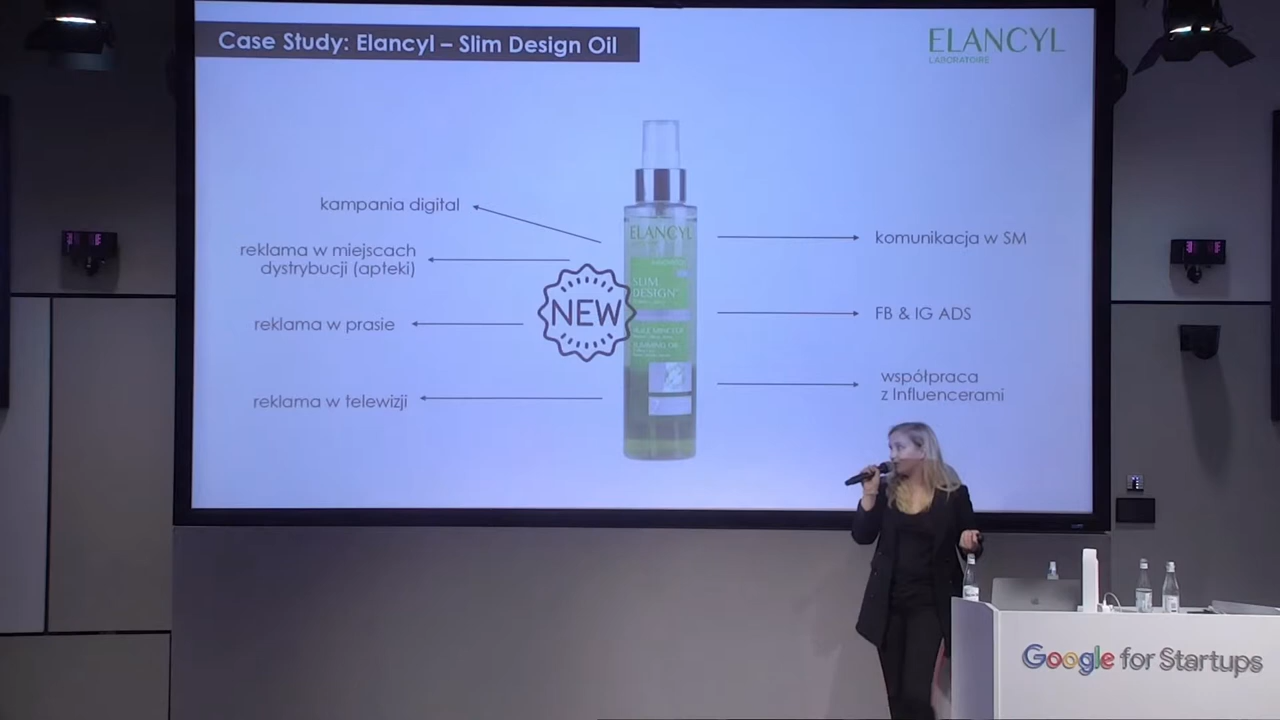 Case Study: Elancyl – Slim Design Oil
ELANCYL
LABORATOIRE
kampania digital
reklama w miejscach
dystrybucji (apteki)
reklama w prasie
reklama w telewizji
NEW
ELANCYL
SLIM
DESIGN
komunikacja w SM
FB & IG ADS
współpraca
z Influencerami
Google for Startups